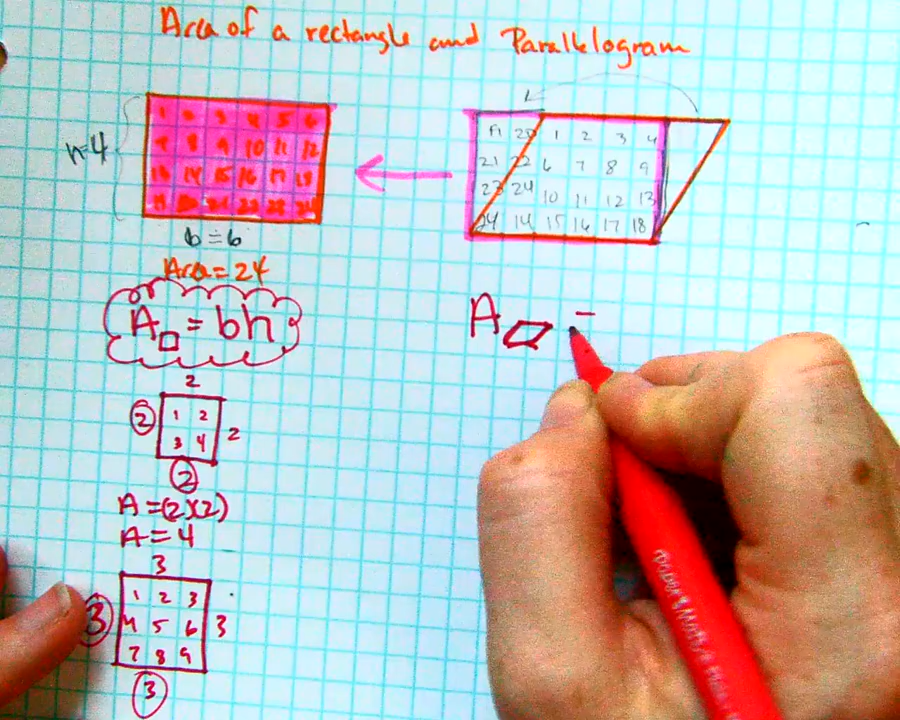 Area of a rectangle and Parallelogram
1 2 3 4 5 6
7 8 9 10 11 12
13 14 15 16 17 18
19 20 21 22 23 24
h=4
b=6
Area=24
A□=bh
2
1 2
3 4
2
2
2
A=(2)(2)
A=4
3
1 2 3
4 5 6
7 8 9
3
3
3
20 1 2 3 4
21 22 6 7 8 9
23 24 10 11 12 13
24 14 15 16 17 18
A▱ =
Paper Mate